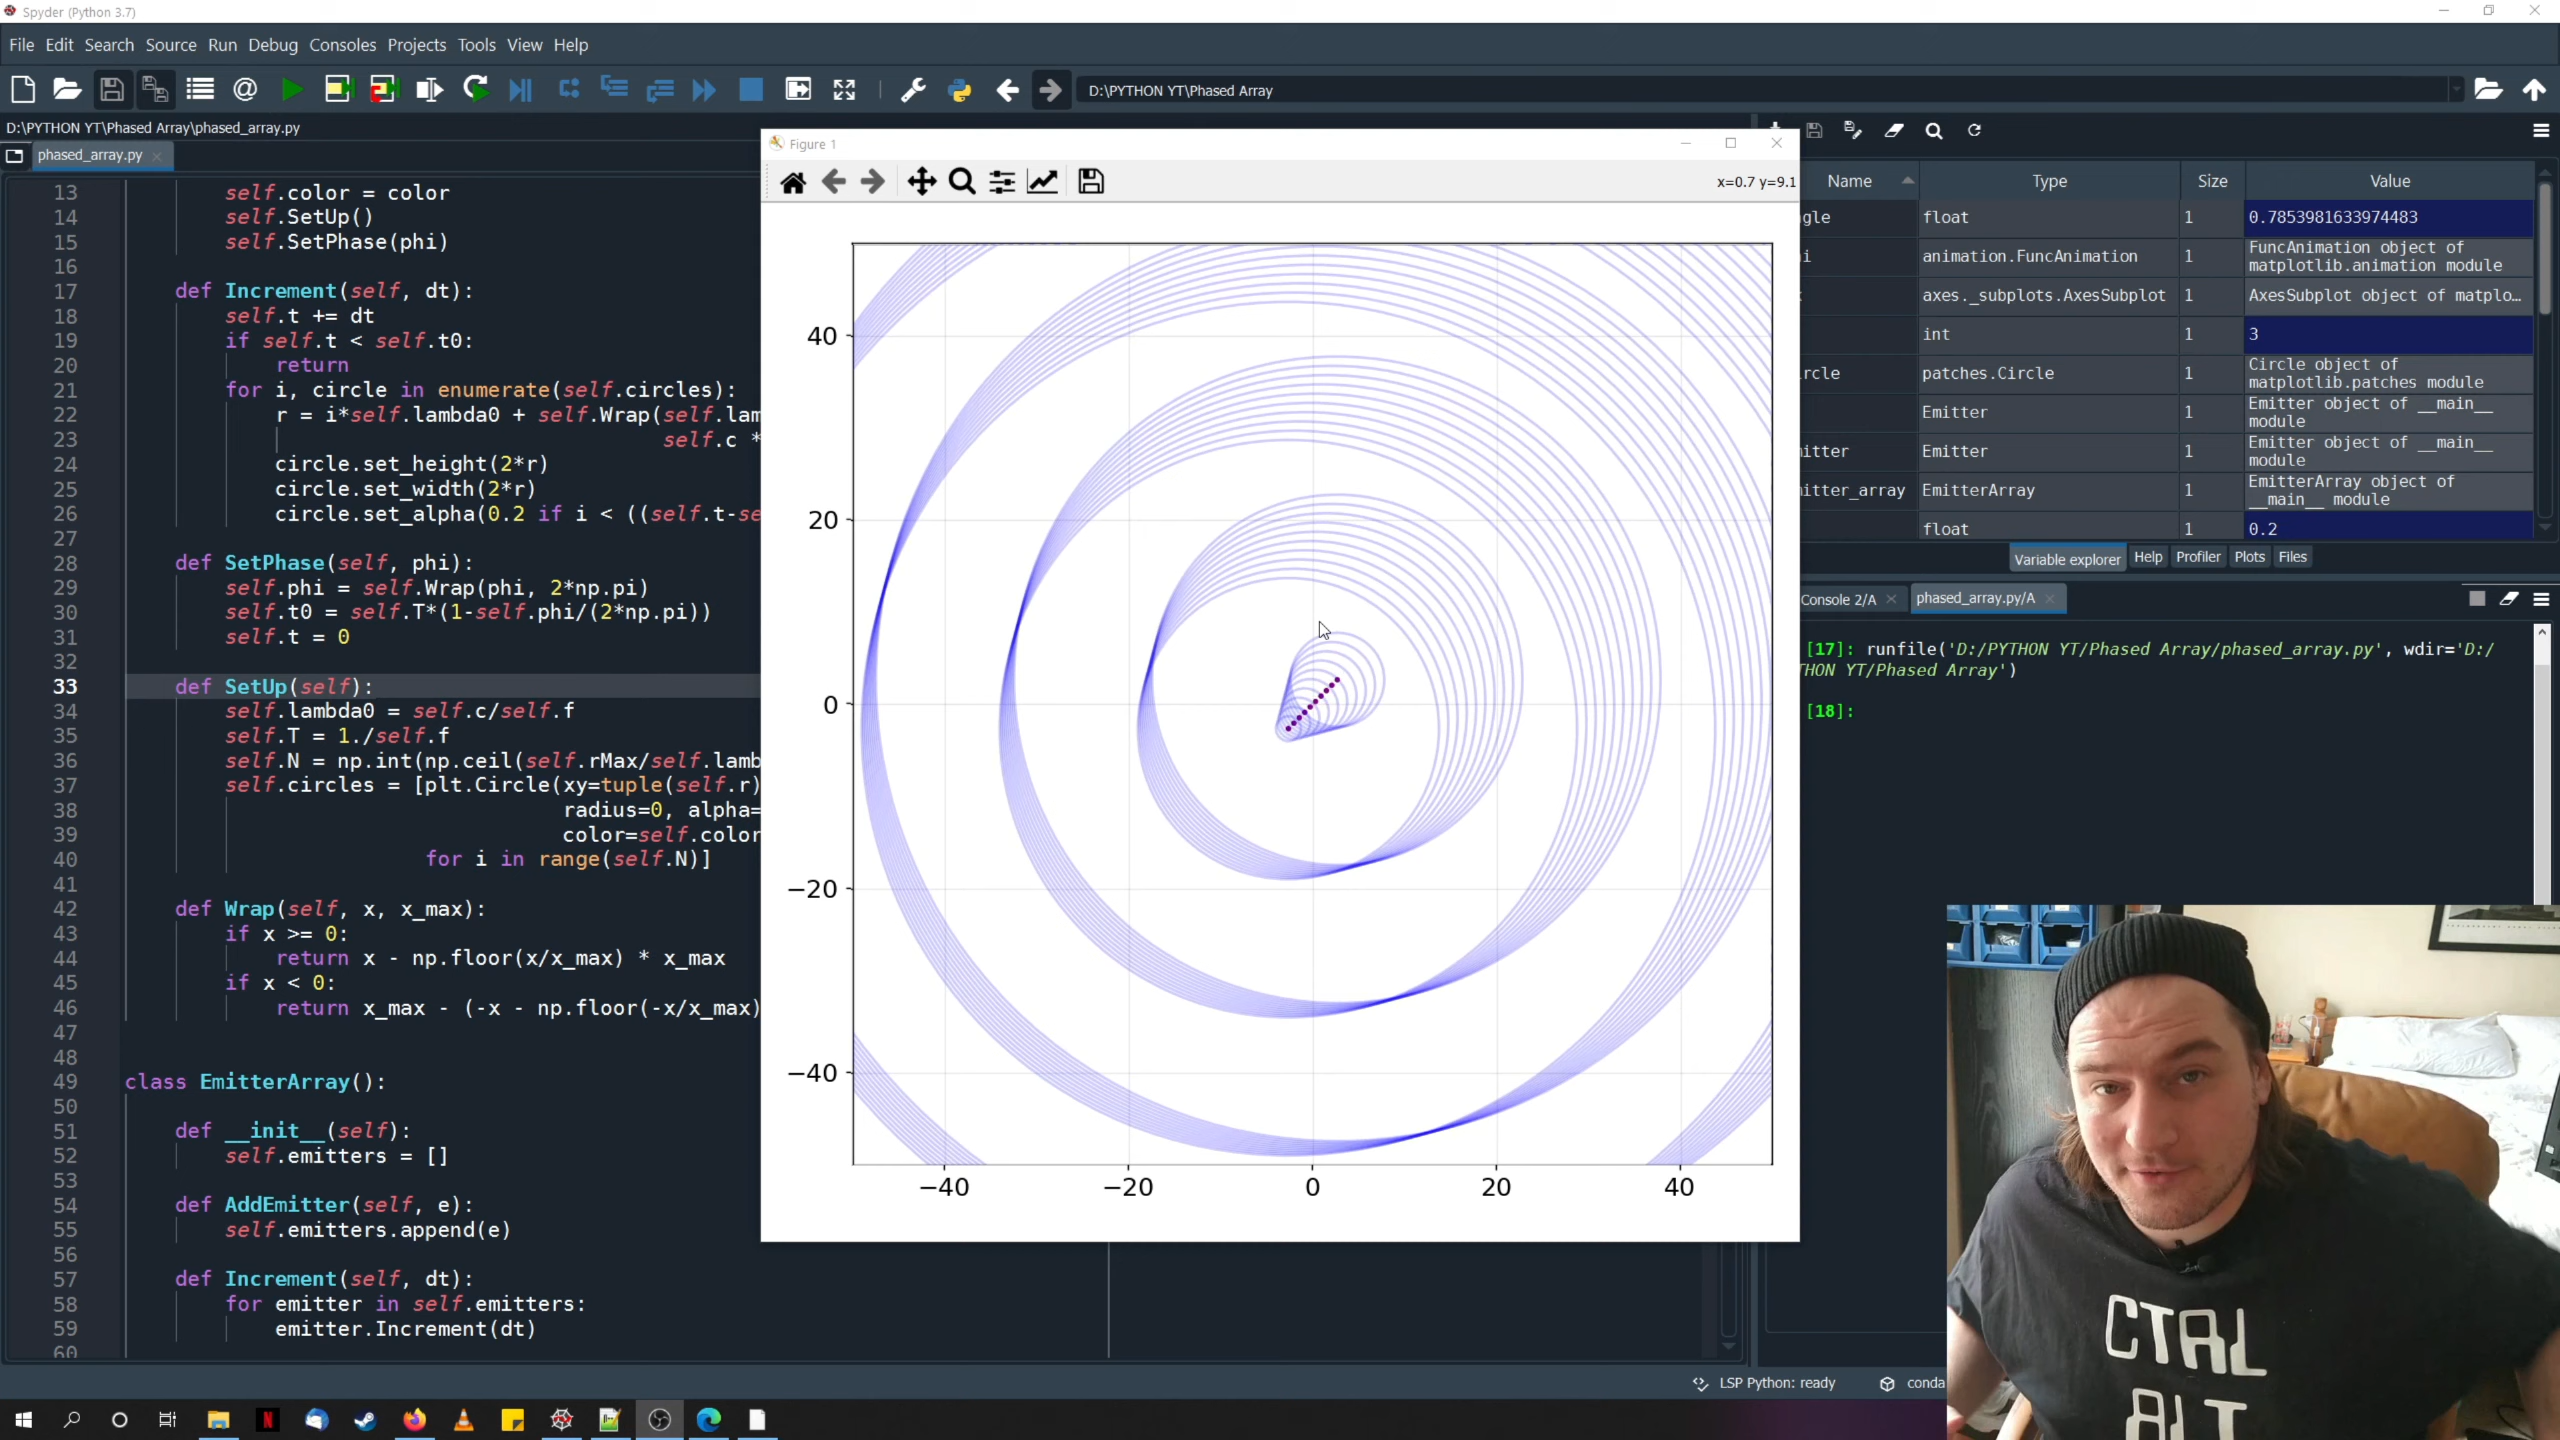 Spyder (Python 3.7)
File Edit Search Source Run Debug Consoles Projects Tools View Help
D:\PYTHON YT\Phased Array
D:\PYTHON YT\Phased Array\phased_array.py
phased_array.py
13 self.color = color
14 self.SetUp()
15 self.SetPhase(phi)
16
17 def Increment(self, dt):
18 self.t += dt
19 if self.t < self.t0:
20 return
21 for i, circle in enumerate(self.circles):
22 r = i*self.lambda0 + self.Wrap(self.lam
23 self.c *
24 circle.set_height(2*r)
25 circle.set_width(2*r)
26 circle.set_alpha(0.2 if i < ((self.t-se
27
28 def SetPhase(self, phi):
29 self.phi = self.Wrap(phi, 2*np.pi)
30 self.t0 = self.T*(1-self.phi/(2*np.pi))
31 self.t = 0
32
33 def SetUp(self):
34 self.lambda0 = self.c/self.f
35 self.T = 1./self.f
36 self.N = np.int(np.ceil(self.rMax/self.lamb
37 self.circles = [plt.Circle(xy=tuple(self.r)
38 radius=0, alpha=
39 color=self.color
40 for i in range(self.N)]
41
42 def Wrap(self, x, x_max):
43 if x >= 0:
44 return x - np.floor(x/x_max) * x_max
45 if x < 0:
46 return x_max - (-x - np.floor(-x/x_max)
47
48
49 class EmitterArray():
50
51 def __init__(self):
52 self.emitters = []
53
54 def AddEmitter(self, e):
55 self.emitters.append(e)
56
57 def Increment(self, dt):
58 for emitter in self.emitters:
59 emitter.Increment(dt)
60
Figure 1
x=0.7 y=9.1
40
20
0
−20
−40
−40 −20 0 20 40
Name Type Size Value
gle float 1 0.7853981633974483
i animation.FuncAnimation 1 FuncAnimation object of
matplotlib.animation module
axes._subplots.AxesSubplot 1 AxesSubplot object of matplo…
int 1 3
rcle patches.Circle 1 Circle object of
matplotlib.patches module
Emitter 1 Emitter object of __main__
module
mitter Emitter 1 Emitter object of __main__
module
mitter_array EmitterArray 1 EmitterArray object of
__main__ module
float 1 0.2
Variable explorer Help Profiler Plots Files
Console 2/A phased_array.py/A
[17]: runfile('D:/PYTHON YT/Phased Array/phased_array.py', wdir='D:/
THON YT/Phased Array')
[18]:
LSP Python: ready conda
CTRL
ALT